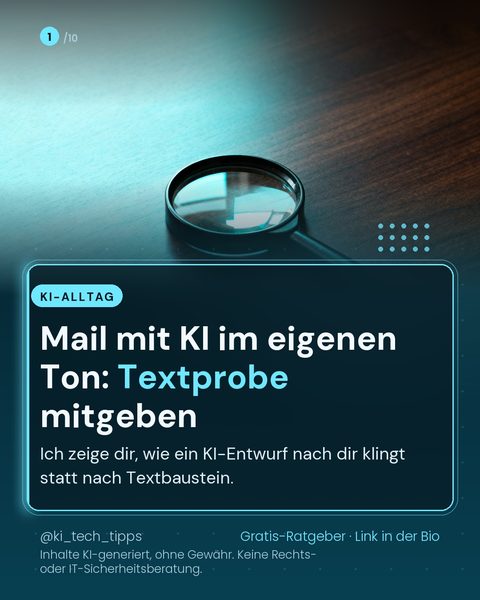 1 /10
KI-ALLTAG
Mail mit KI im eigenen
Ton: Textprobe
mitgeben
Ich zeige dir, wie ein KI-Entwurf nach dir klingt
statt nach Textbaustein.
@ki_tech_tipps Gratis-Ratgeber · Link in der Bio
Inhalte KI-generiert, ohne Gewähr. Keine Rechts-
oder IT-Sicherheitsberatung.